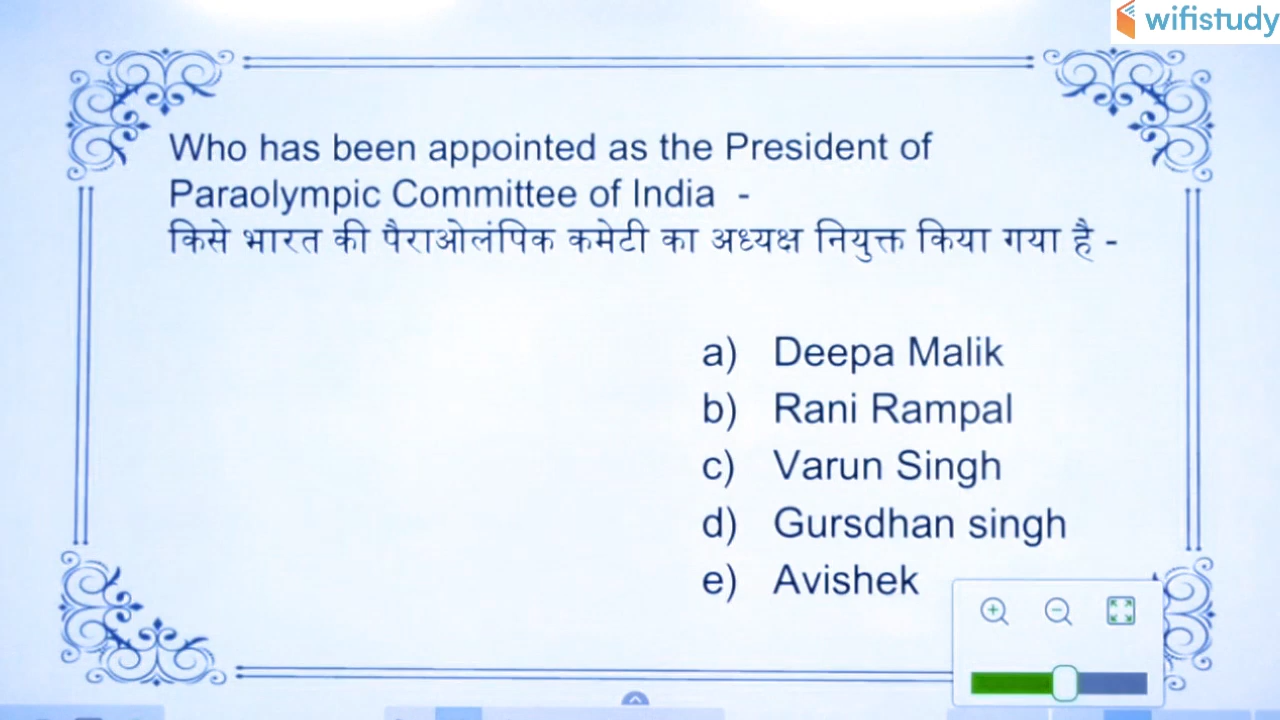 wifistudy
Who has been appointed as the President of
Paraolympic Committee of India -
किसे भारत की पैराओलंपिक कमेटी का अध्यक्ष नियुक्त किया गया है -
a) Deepa Malik
b) Rani Rampal
c) Varun Singh
d) Gursdhan singh
e) Avishek